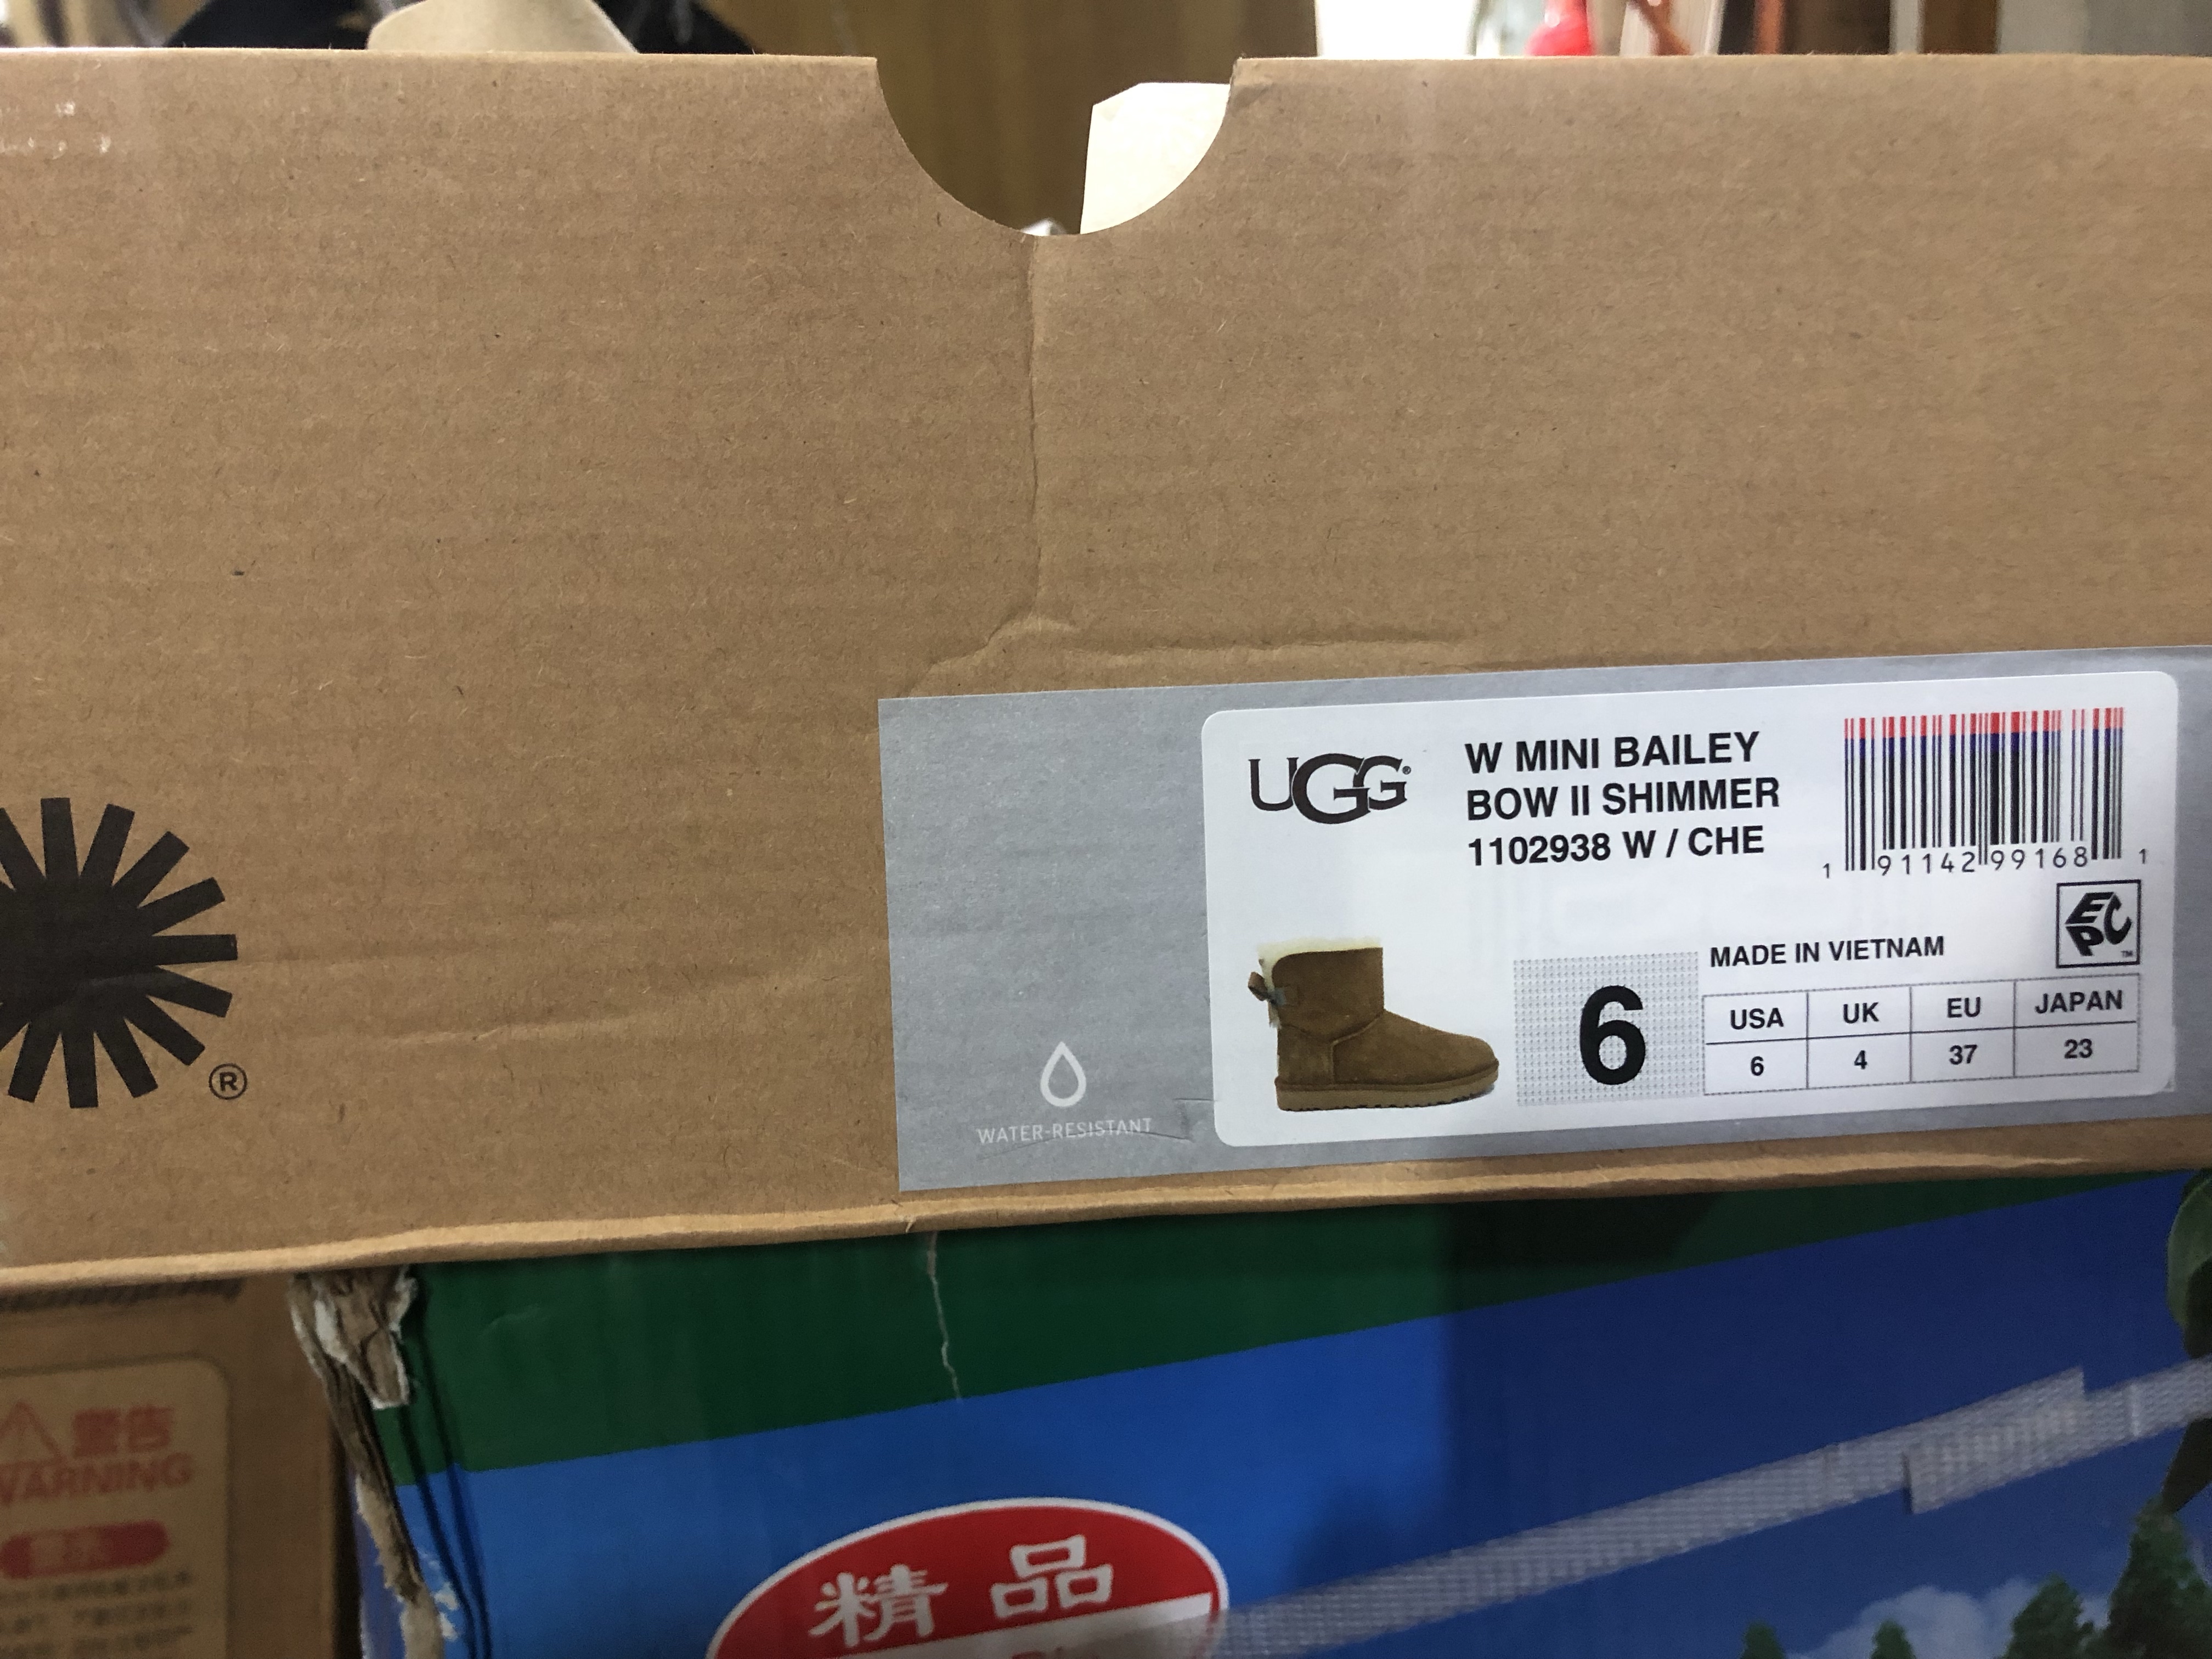 UGG®
W MINI BAILEY
BOW II SHIMMER
1102938 W / CHE
1 91142 99168 1
EPC™
MADE IN VIETNAM
6
USA UK EU JAPAN
6 4 37 23
WATER-RESISTANT
®
警告
WARNING
精品